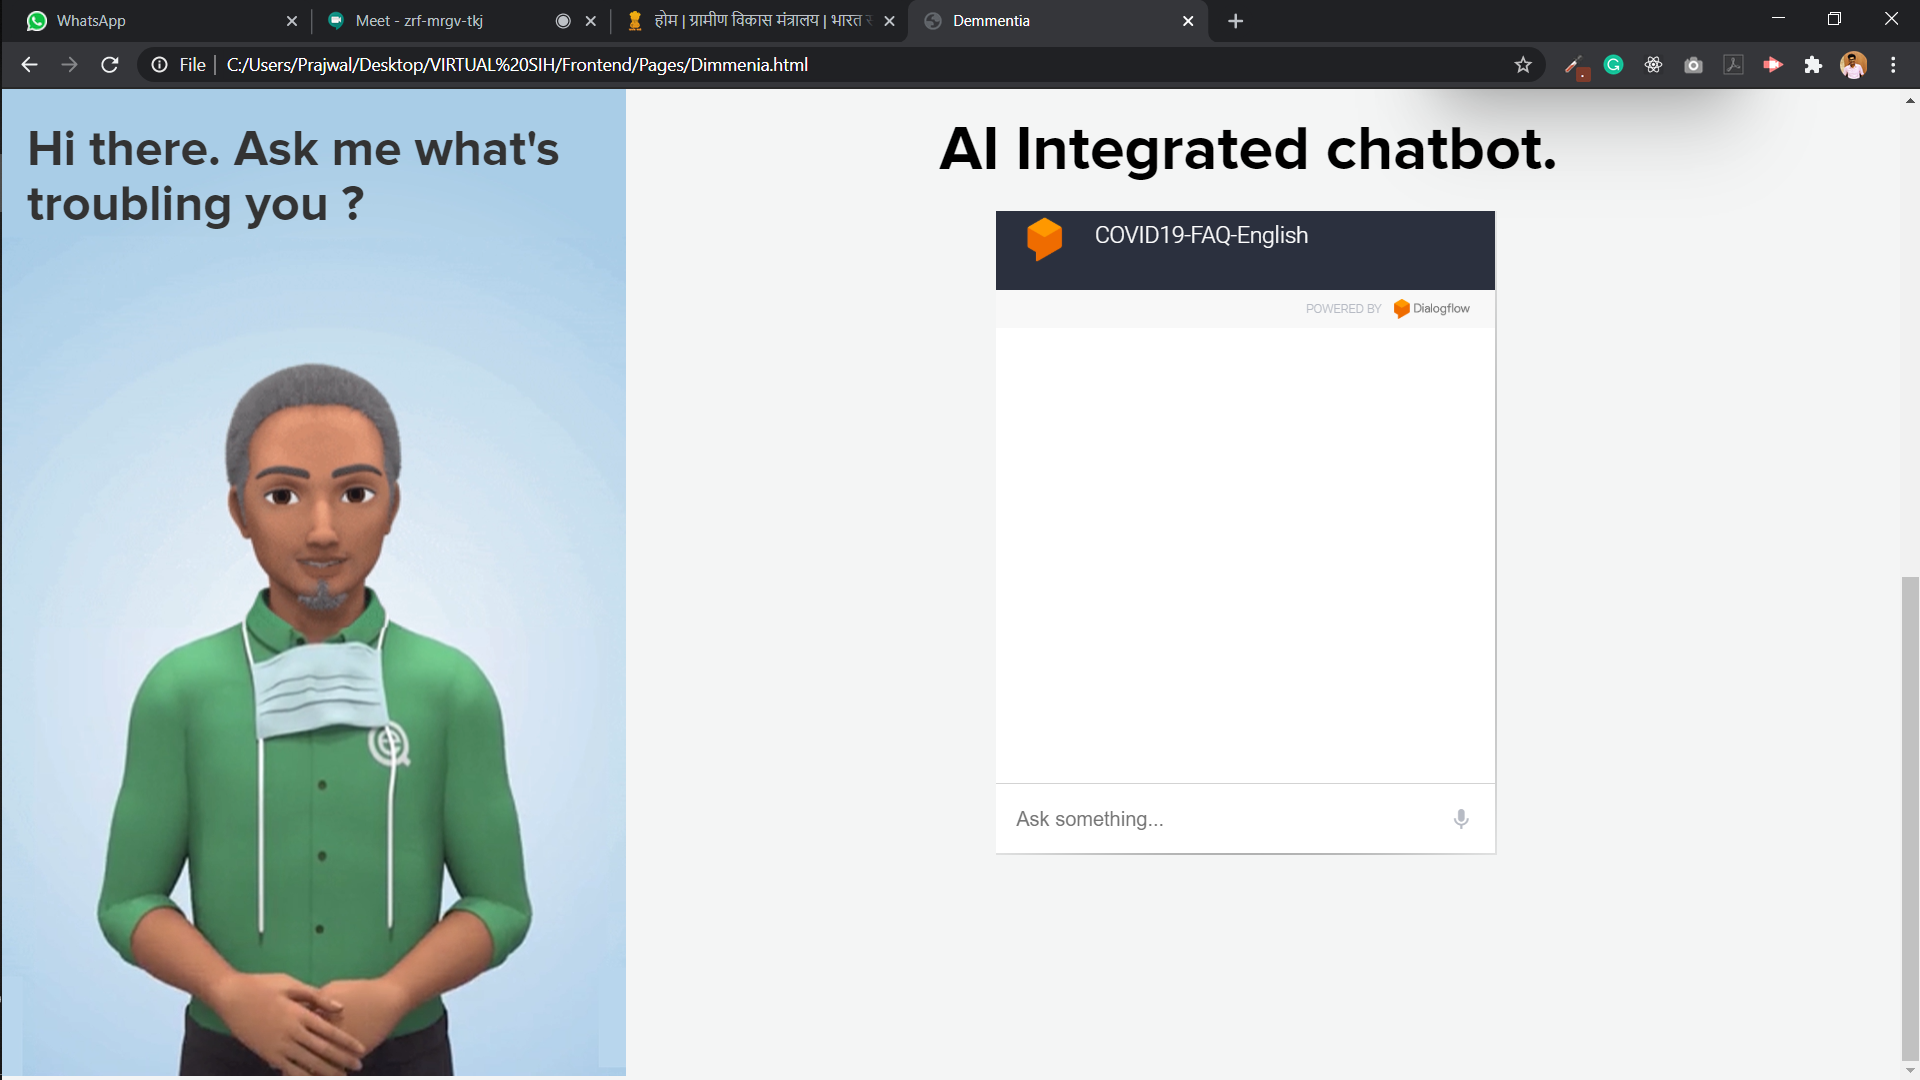 WhatsApp
Meet - zrf-mrgv-tkj
होम | ग्रामीण विकास मंत्रालय | भारत स
Demmentia
File
C:/Users/Prajwal/Desktop/VIRTUAL%20SIH/Frontend/Pages/Dimmenia.html
Hi there. Ask me what's
troubling you ?
AI Integrated chatbot.
COVID19-FAQ-English
POWERED BY Dialogflow
Ask something...